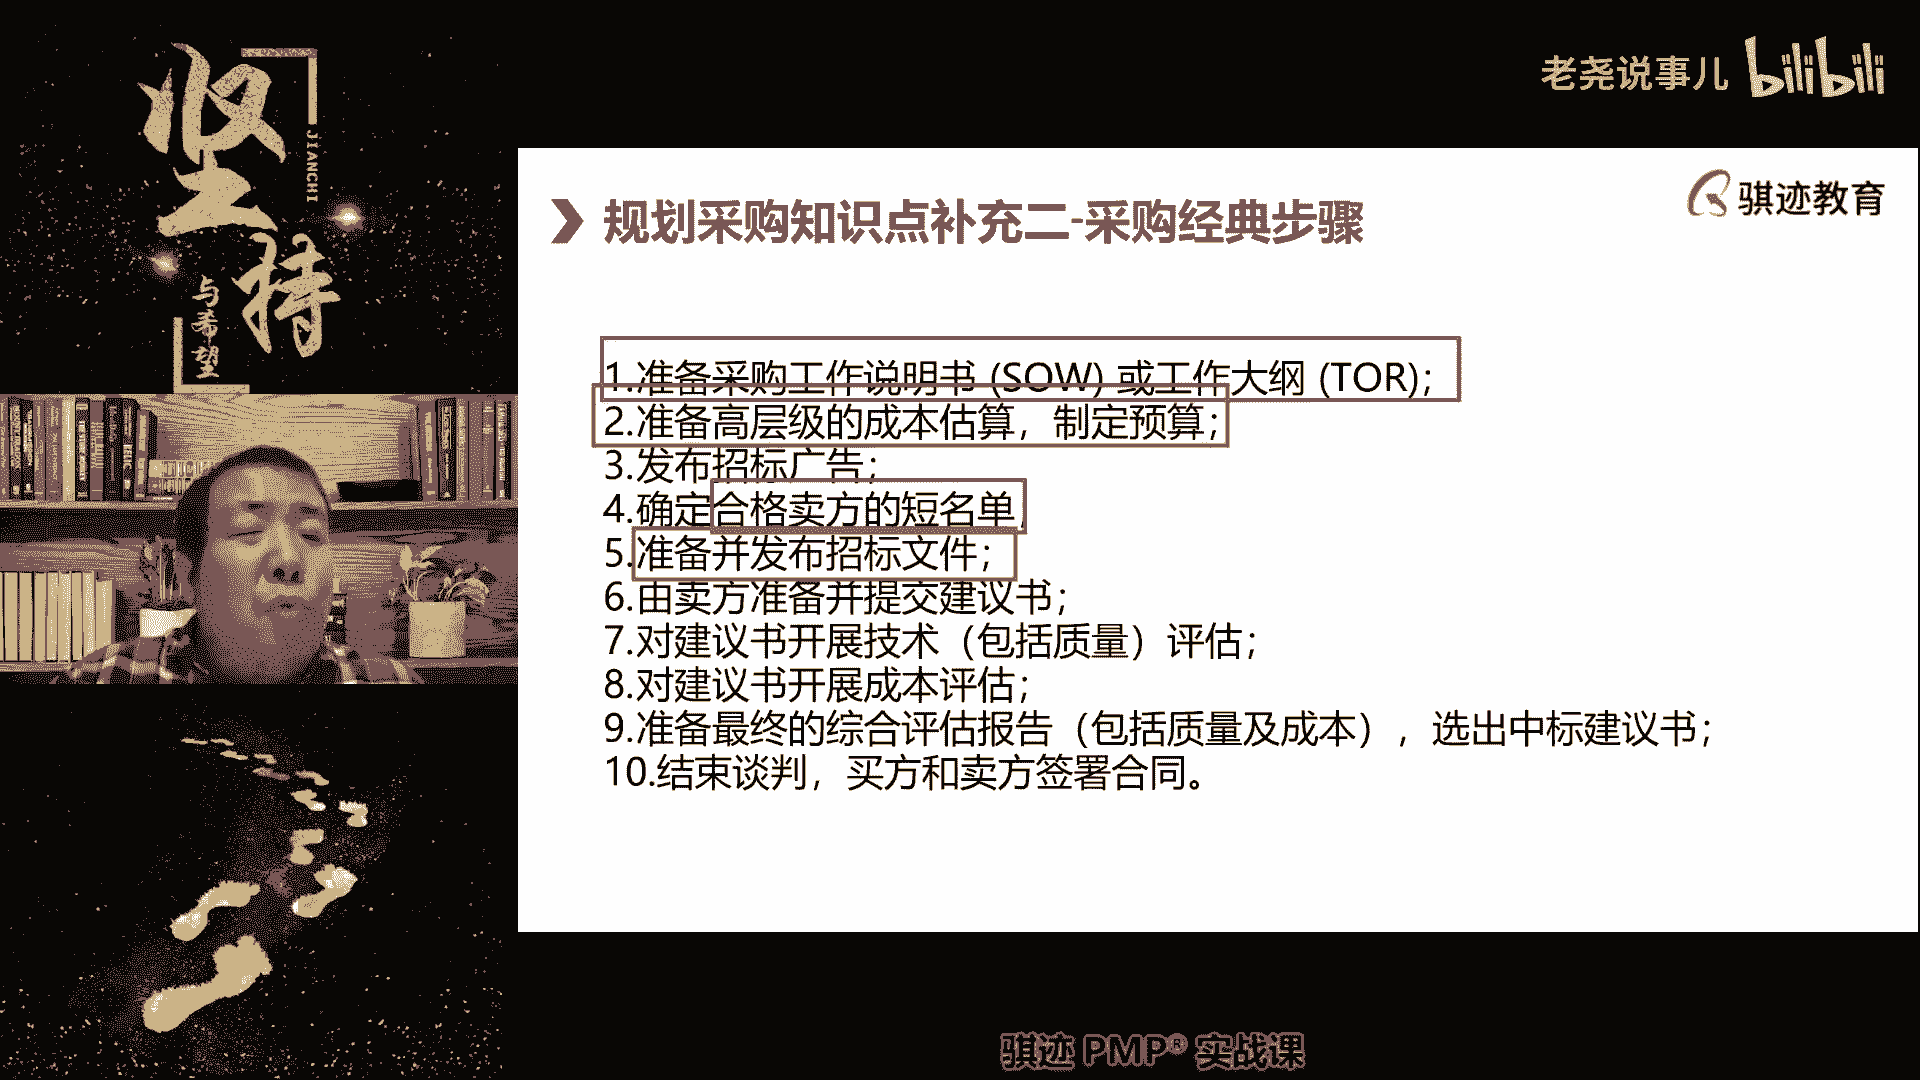 坚持
JIANCHI
与希望
老尧说事儿 bilibili
骐迹教育
规划采购知识点补充二-采购经典步骤
1.准备采购工作说明书 (SOW) 或工作大纲 (TOR);
2.准备高层级的成本估算，制定预算；
3.发布招标广告；
4.确定合格卖方的短名单
5.准备并发布招标文件；
6.由卖方准备并提交建议书；
7.对建议书开展技术（包括质量）评估；
8.对建议书开展成本评估；
9.准备最终的综合评估报告（包括质量及成本），选出中标建议书；
10.结束谈判，买方和卖方签署合同。
骐迹 PMP® 实战课